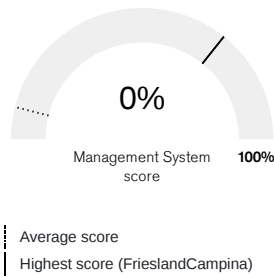 0%
Management System
score
100%
Average score
Highest score (FrieslandCampina)